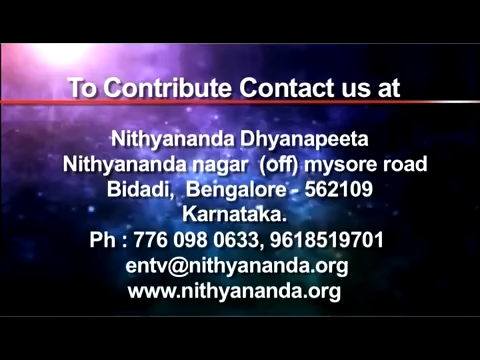 To Contribute Contact us at
Nithyananda Dhyanapeeta
Nithyananda nagar (off) mysore road
Bidadi, Bengalore - 562109
Karnataka.
Ph : 776 098 0633, 9618519701
entv@nithyananda.org
www.nithyananda.org